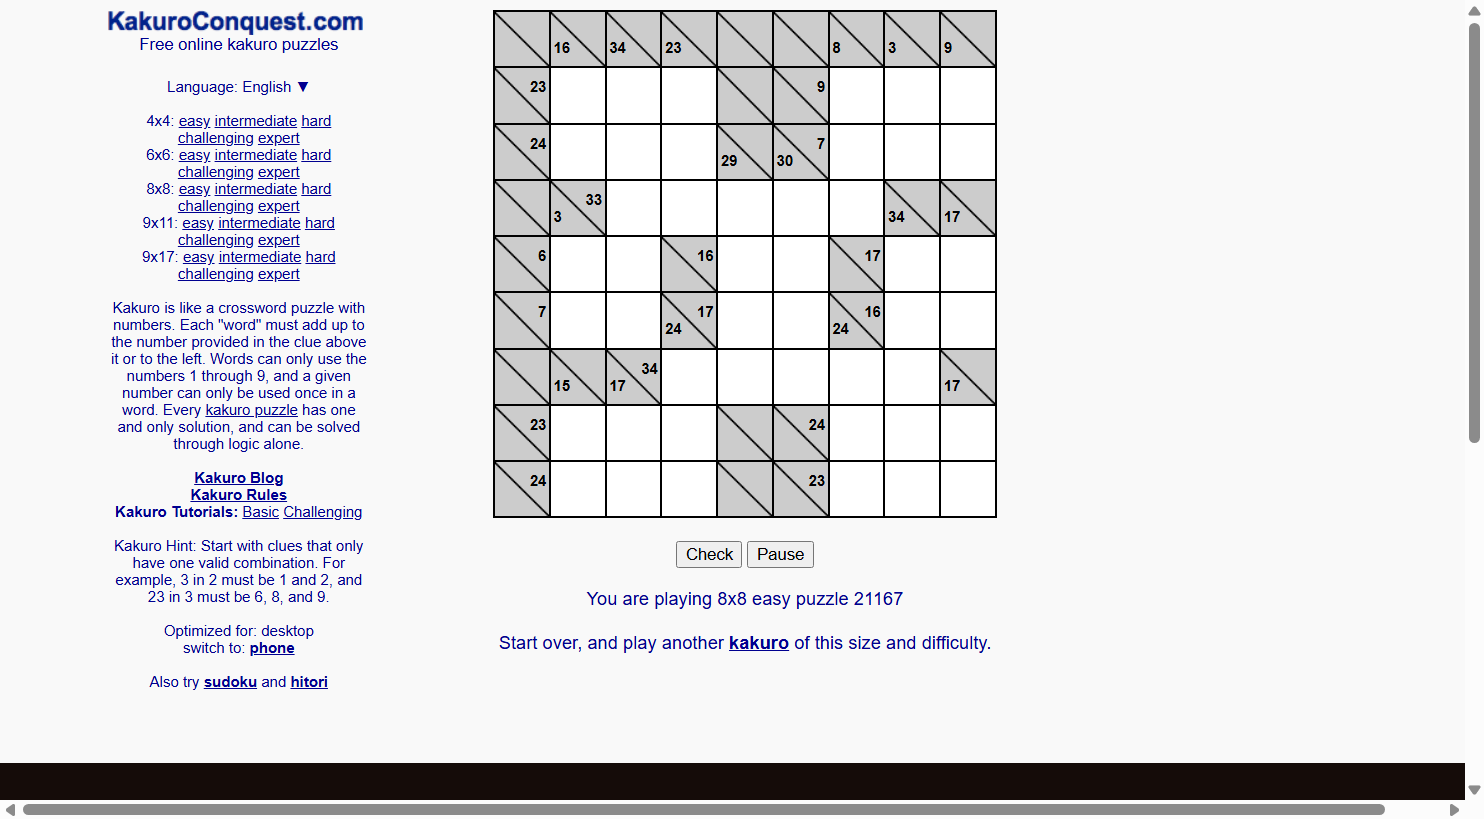 KakuroConquest.com
Free online kakuro puzzles
Language: English ▼
4x4: easy intermediate hard
challenging expert
6x6: easy intermediate hard
challenging expert
8x8: easy intermediate hard
challenging expert
9x11: easy intermediate hard
challenging expert
9x17: easy intermediate hard
challenging expert
Kakuro is like a crossword puzzle with
numbers. Each "word" must add up to
the number provided in the clue above
it or to the left. Words can only use the
numbers 1 through 9, and a given
number can only be used once in a
word. Every kakuro puzzle has one
and only solution, and can be solved
through logic alone.
Kakuro Blog
Kakuro Rules
Kakuro Tutorials: Basic Challenging
Kakuro Hint: Start with clues that only
have one valid combination. For
example, 3 in 2 must be 1 and 2, and
23 in 3 must be 6, 8, and 9.
Optimized for: desktop
switch to: phone
Also try sudoku and hitori
16 34 23 8 3 9
23 9
24 29 30 7
3 33 34 17
6 16 17
7 24 17 24 16
15 17 34 17
23 24
24 23
Check Pause
You are playing 8x8 easy puzzle 21167
Start over, and play another kakuro of this size and difficulty.